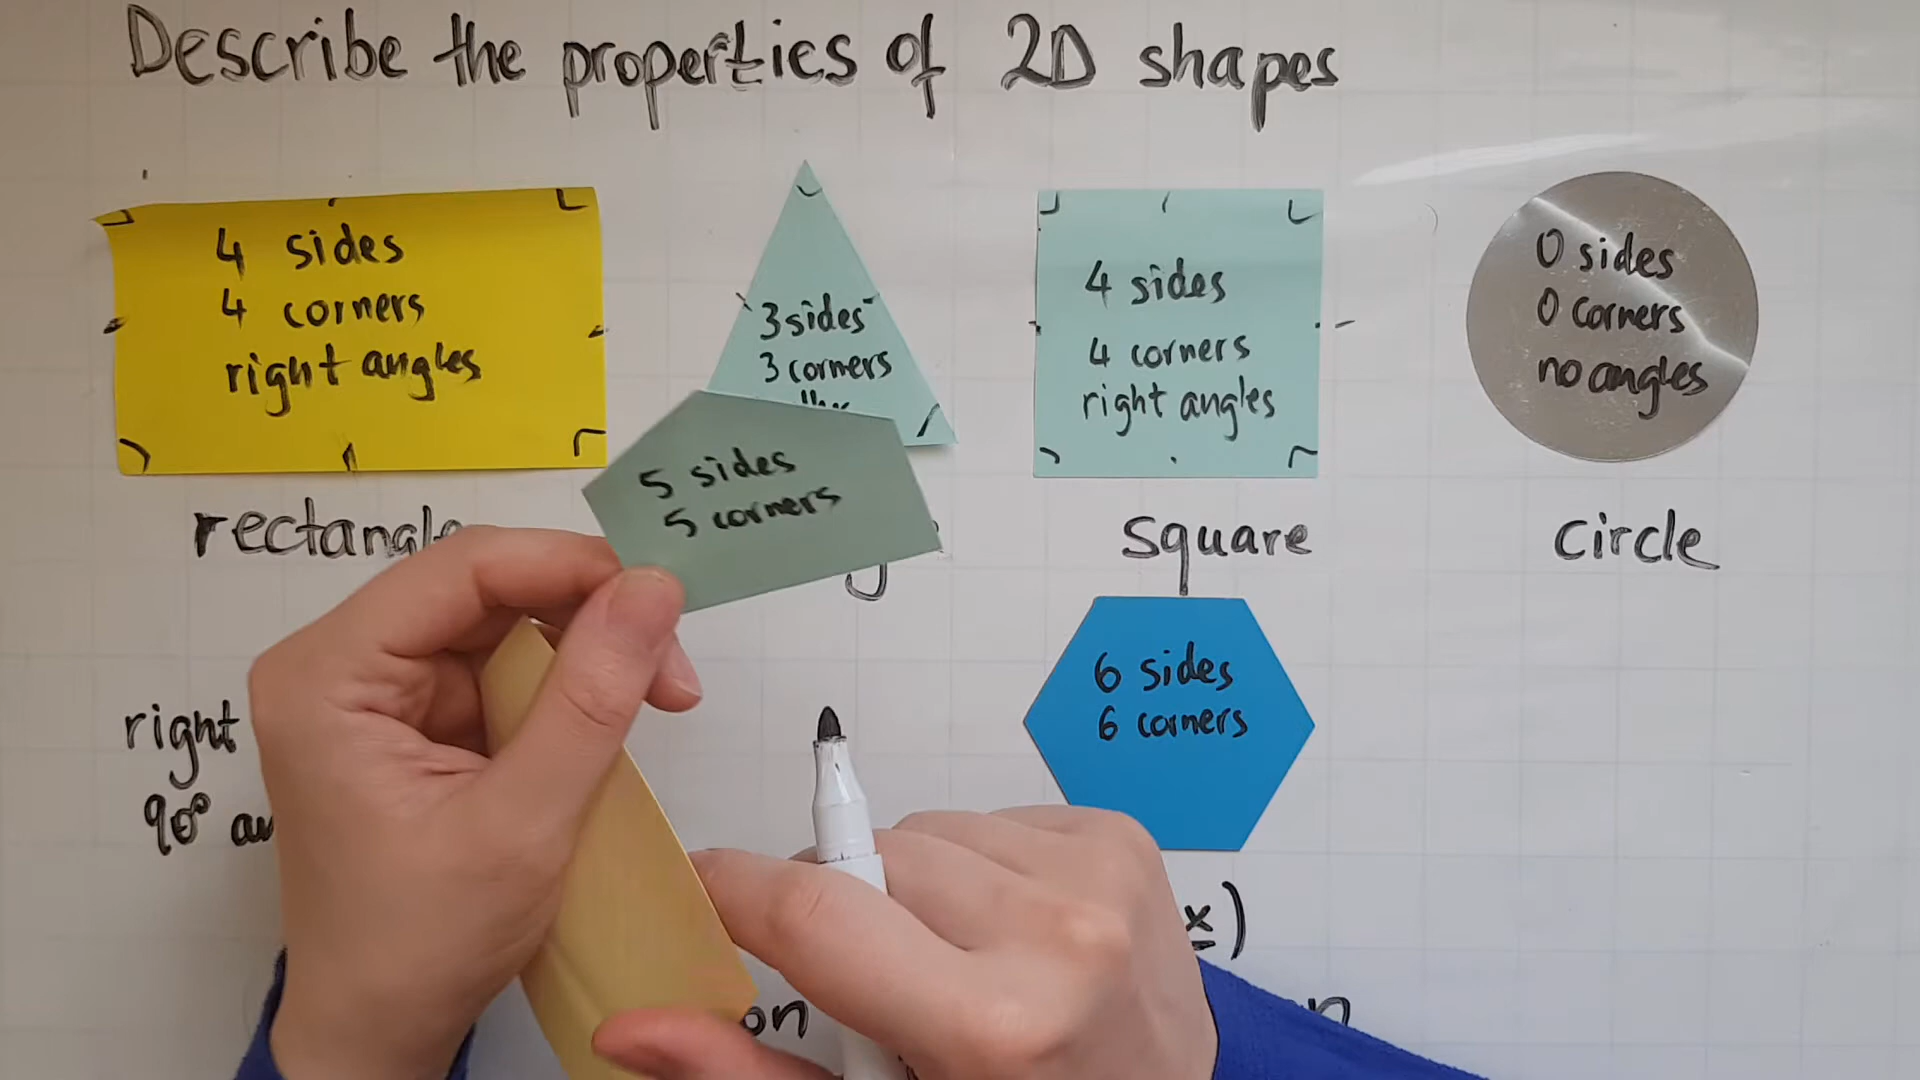 Describe the properties of 2D shapes
4 sides
4 corners
right angles
3 sides
3 corners
4 sides
4 corners
right angles
0 sides
0 corners
no angles
5 sides
5 corners
square
circle
6 sides
6 corners
right
90°
x)